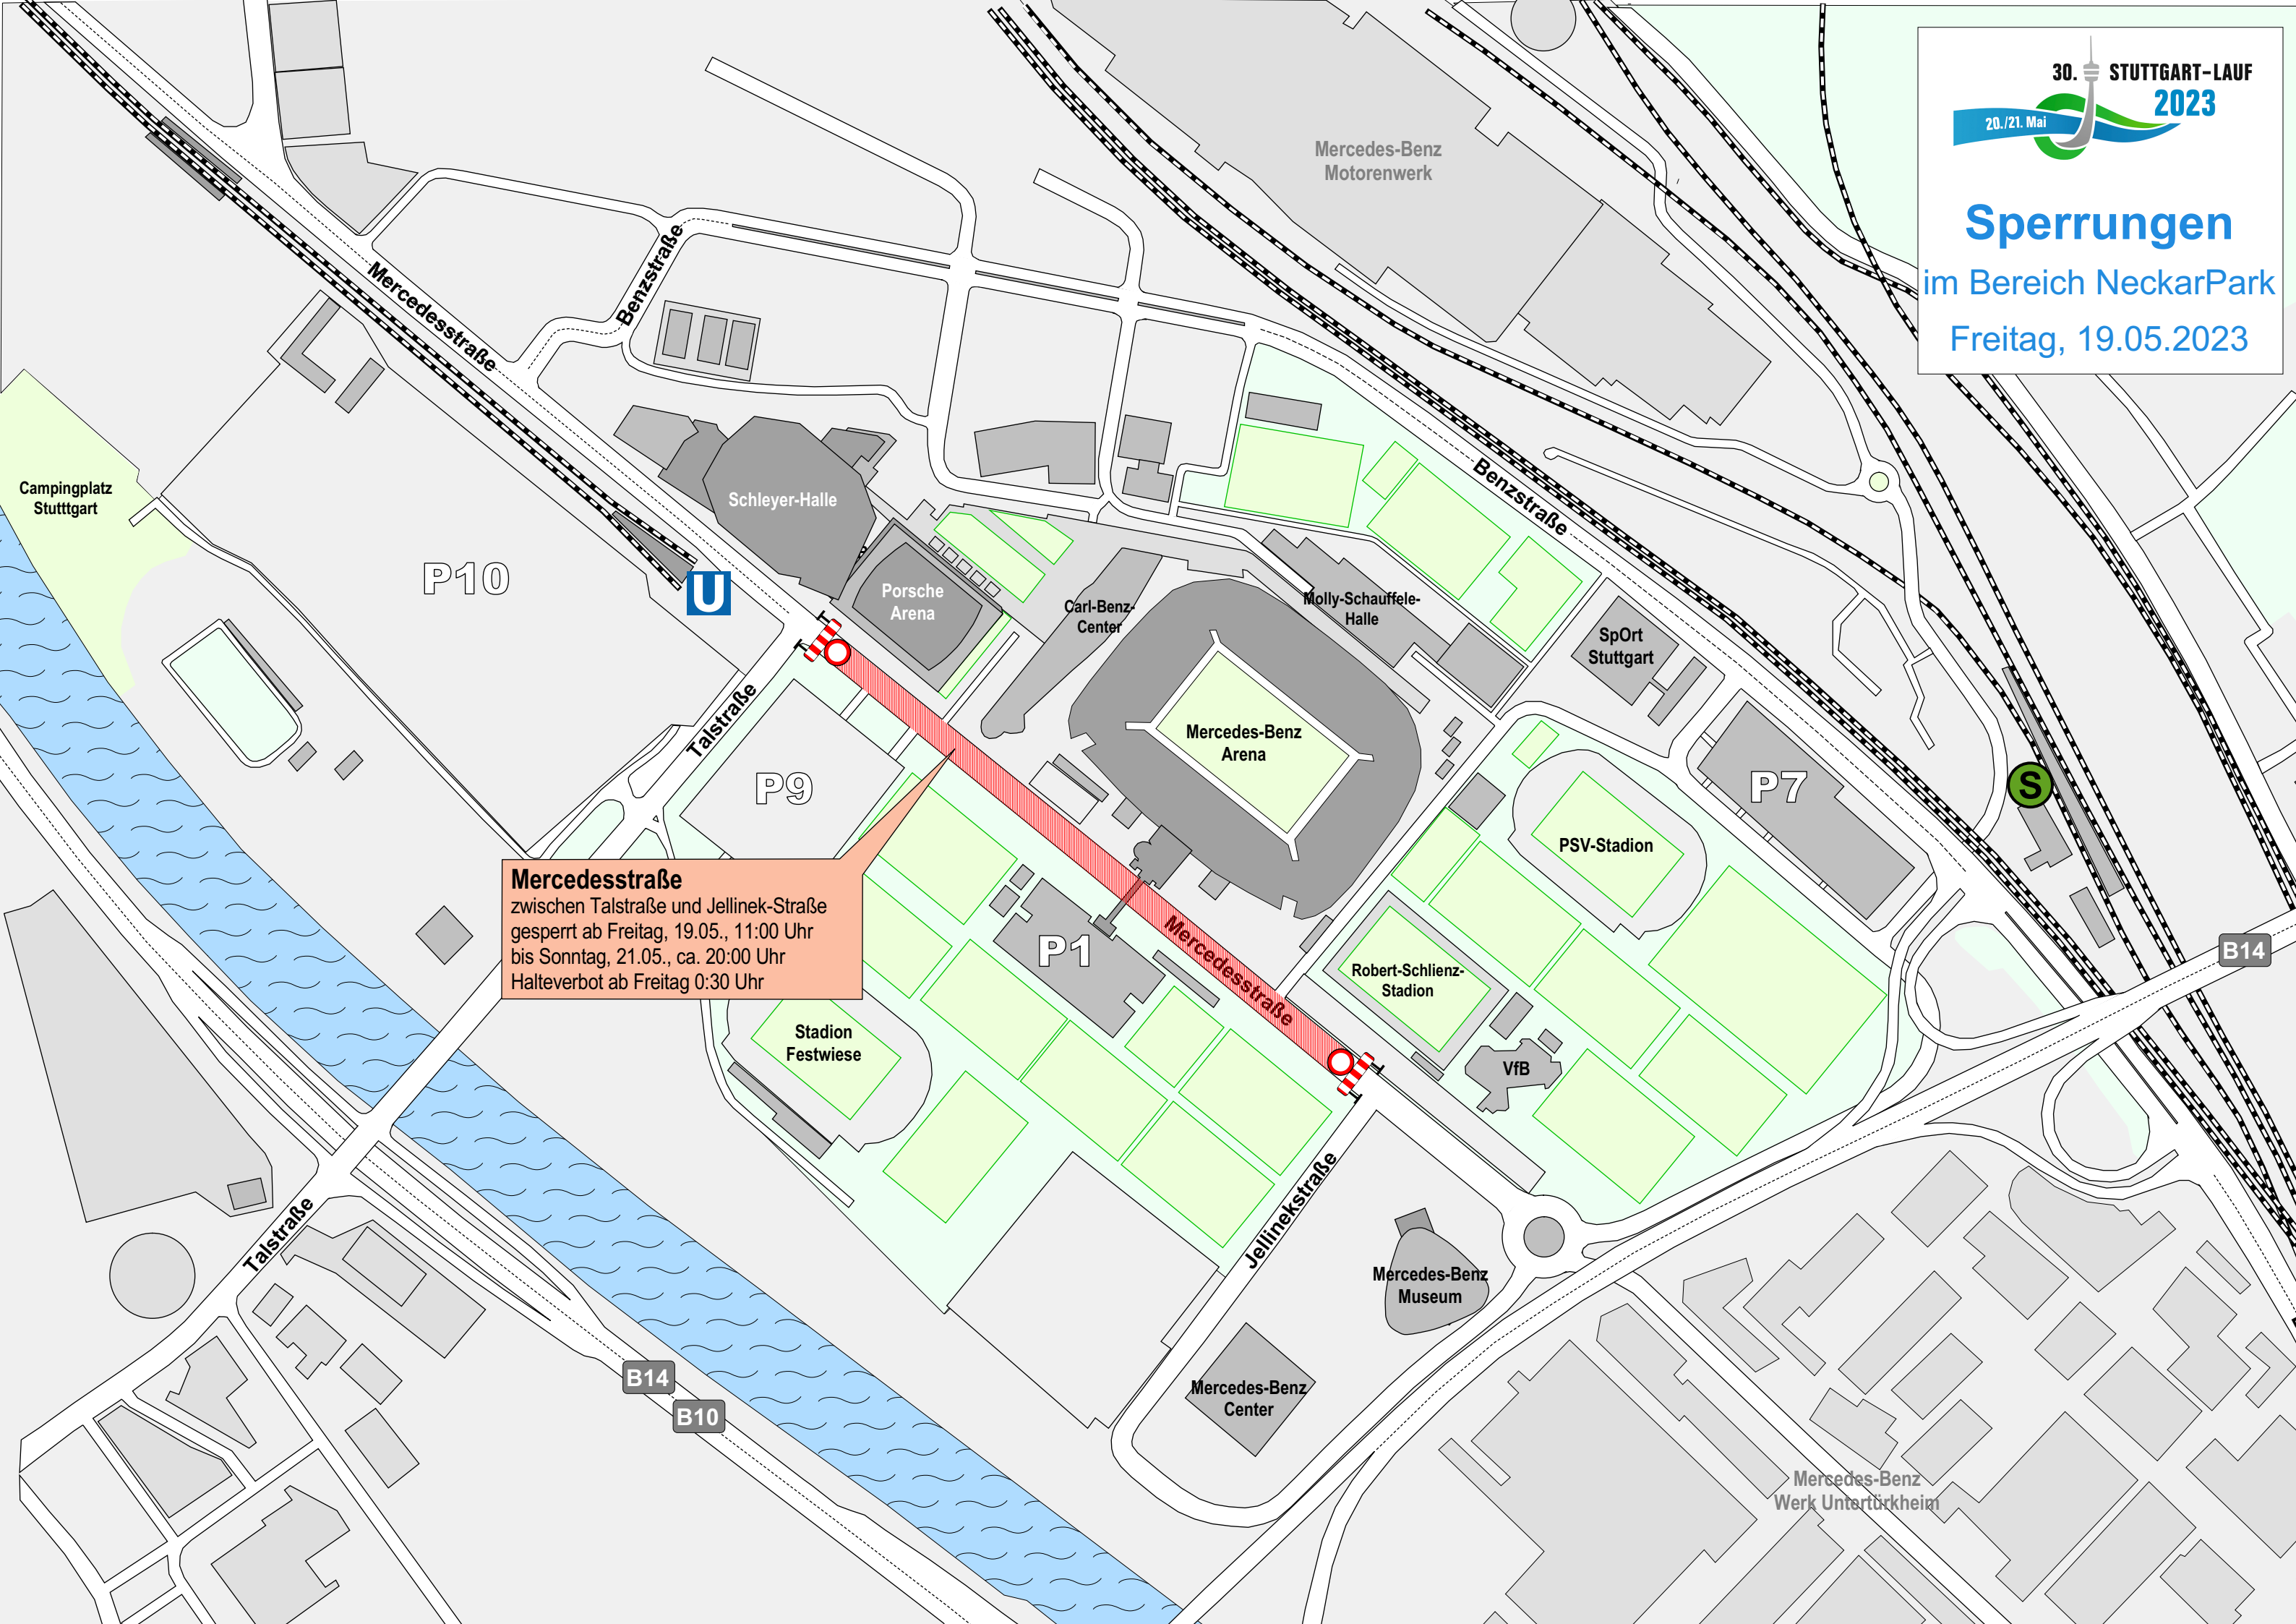 30. STUTTGART-LAUF
2023
20./21. Mai
Sperrungen
im Bereich NeckarPark
Freitag, 19.05.2023
Mercedes-Benz
Motorenwerk
Benzstraße
Mercedesstraße
Campingplatz
Stutttgart
Schleyer-Halle
Benzstraße
P10
U
Porsche
Arena
Carl-Benz-
Center
Molly-Schauffele-
Halle
SpOrt
Stuttgart
Talstraße
Mercedes-Benz
Arena
P9
P7
S
PSV-Stadion
Mercedesstraße
zwischen Talstraße und Jellinek-Straße
gesperrt ab Freitag, 19.05., 11:00 Uhr
bis Sonntag, 21.05., ca. 20:00 Uhr
Halteverbot ab Freitag 0:30 Uhr
P1
Mercedesstraße
Robert-Schlienz-
Stadion
B14
Stadion
Festwiese
VfB
Talstraße
Jellinekstraße
Mercedes-Benz
Museum
B14
B10
Mercedes-Benz
Center
Mercedes-Benz
Werk Untertürkheim